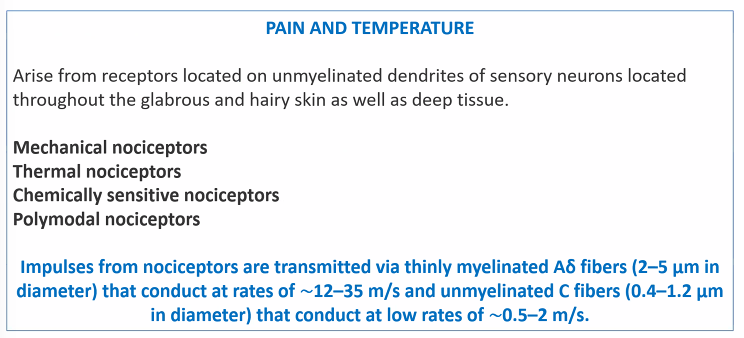 PAIN AND TEMPERATURE
Arise from receptors located on unmyelinated dendrites of sensory neurons located
throughout the glabrous and hairy skin as well as deep tissue.
Mechanical nociceptors
Thermal nociceptors
Chemically sensitive nociceptors
Polymodal nociceptors
Impulses from nociceptors are transmitted via thinly myelinated Aδ fibers (2–5 μm in
diameter) that conduct at rates of ∼12–35 m/s and unmyelinated C fibers (0.4–1.2 μm
in diameter) that conduct at low rates of ∼0.5–2 m/s.